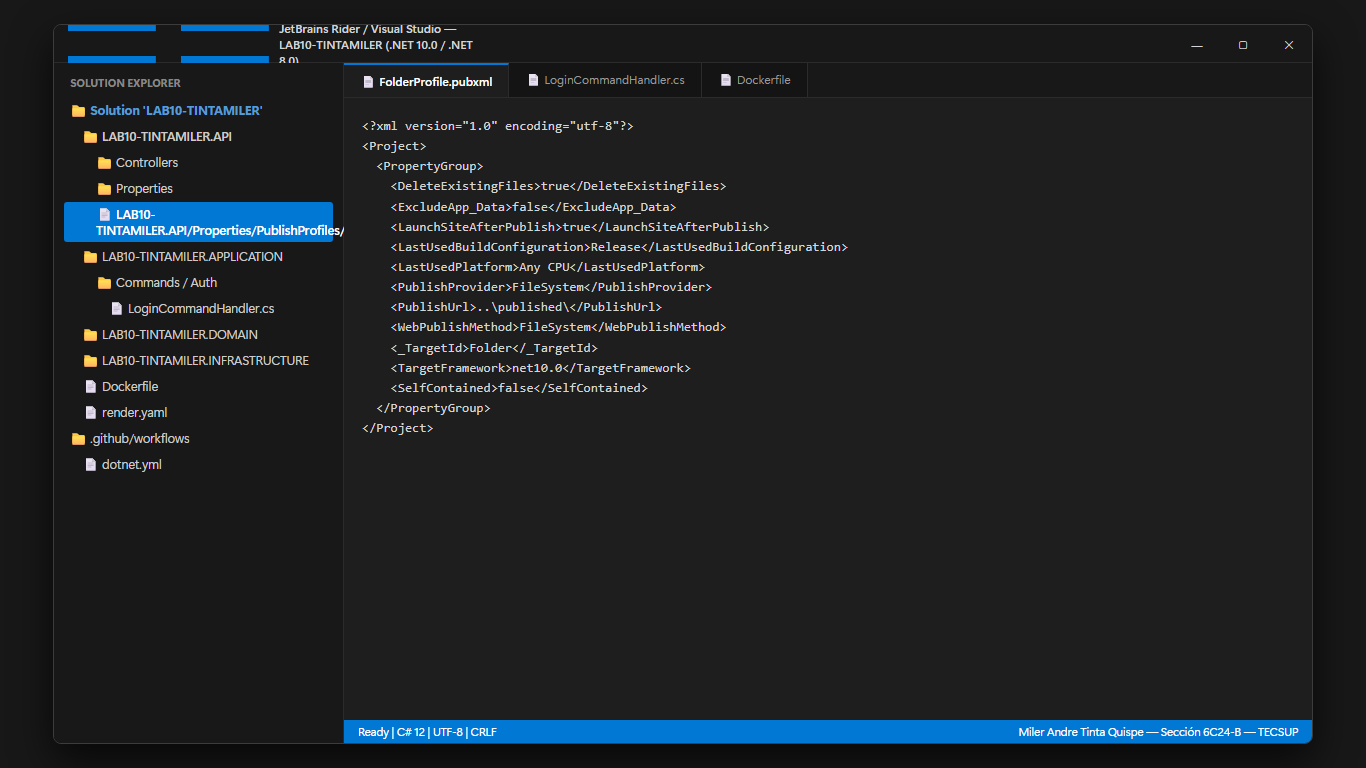 JetBrains Rider / Visual Studio —
LAB10-TINTAMILER (.NET 10.0 / .NET
8.0)
SOLUTION EXPLORER
Solution 'LAB10-TINTAMILER'
LAB10-TINTAMILER.API
Controllers
Properties
LAB10-
TINTAMILER.API/Properties/PublishProfiles/
LAB10-TINTAMILER.APPLICATION
Commands / Auth
LoginCommandHandler.cs
LAB10-TINTAMILER.DOMAIN
LAB10-TINTAMILER.INFRASTRUCTURE
Dockerfile
render.yaml
.github/workflows
dotnet.yml
FolderProfile.pubxml
LoginCommandHandler.cs
Dockerfile
<?xml version="1.0" encoding="utf-8"?>
<Project>
<PropertyGroup>
<DeleteExistingFiles>true</DeleteExistingFiles>
<ExcludeApp_Data>false</ExcludeApp_Data>
<LaunchSiteAfterPublish>true</LaunchSiteAfterPublish>
<LastUsedBuildConfiguration>Release</LastUsedBuildConfiguration>
<LastUsedPlatform>Any CPU</LastUsedPlatform>
<PublishProvider>FileSystem</PublishProvider>
<PublishUrl>..\published\</PublishUrl>
<WebPublishMethod>FileSystem</WebPublishMethod>
<_TargetId>Folder</_TargetId>
<TargetFramework>net10.0</TargetFramework>
<SelfContained>false</SelfContained>
</PropertyGroup>
</Project>
Ready | C# 12 | UTF-8 | CRLF
Miler Andre Tinta Quispe — Sección 6C24-B — TECSUP